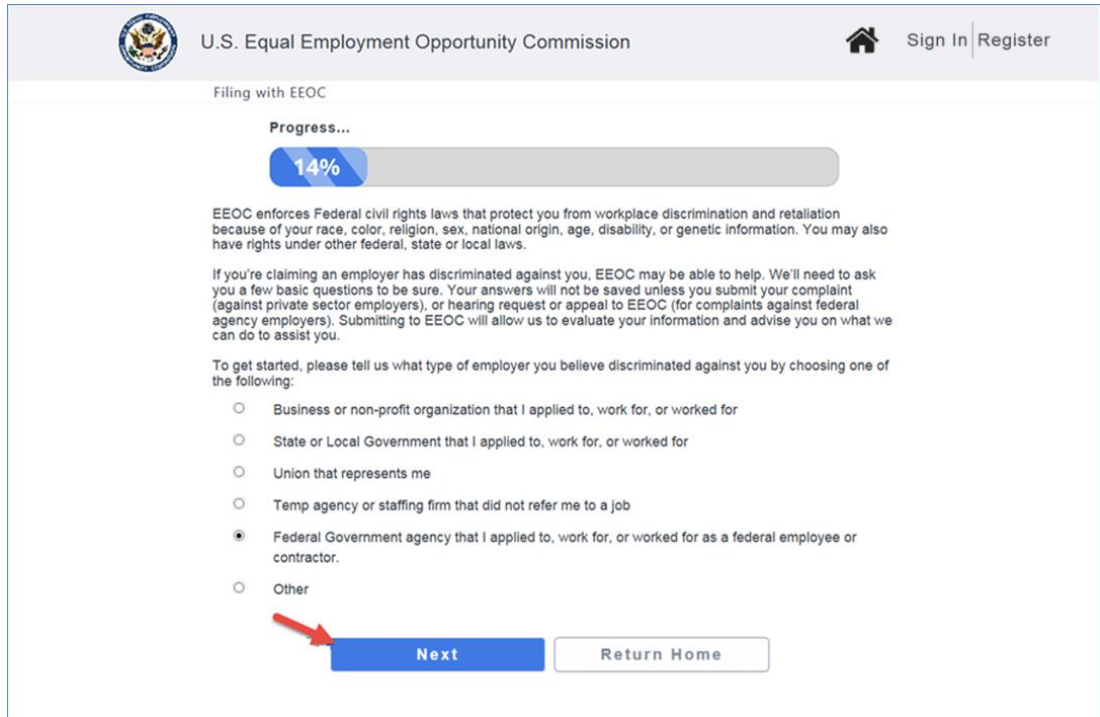 U.S. Equal Employment Opportunity Commission
Sign In Register
Filing with EEOC
Progress...
14%
EEOC enforces Federal civil rights laws that protect you from workplace discrimination and retaliation
because of your race, color, religion, sex, national origin, age, disability, or genetic information. You may also
have rights under other federal, state or local laws.
If you're claiming an employer has discriminated against you, EEOC may be able to help. We'll need to ask
you a few basic questions to be sure. Your answers will not be saved unless you submit your complaint
(against private sector employers), or hearing request or appeal to EEOC (for complaints against federal
agency employers). Submitting to EEOC will allow us to evaluate your information and advise you on what we
can do to assist you.
To get started, please tell us what type of employer you believe discriminated against you by choosing one of
the following:
Business or non-profit organization that I applied to, work for, or worked for
State or Local Government that I applied to, work for, or worked for
Union that represents me
Temp agency or staffing firm that did not refer me to a job
Federal Government agency that I applied to, work for, or worked for as a federal employee or
contractor.
Other
Next
Return Home